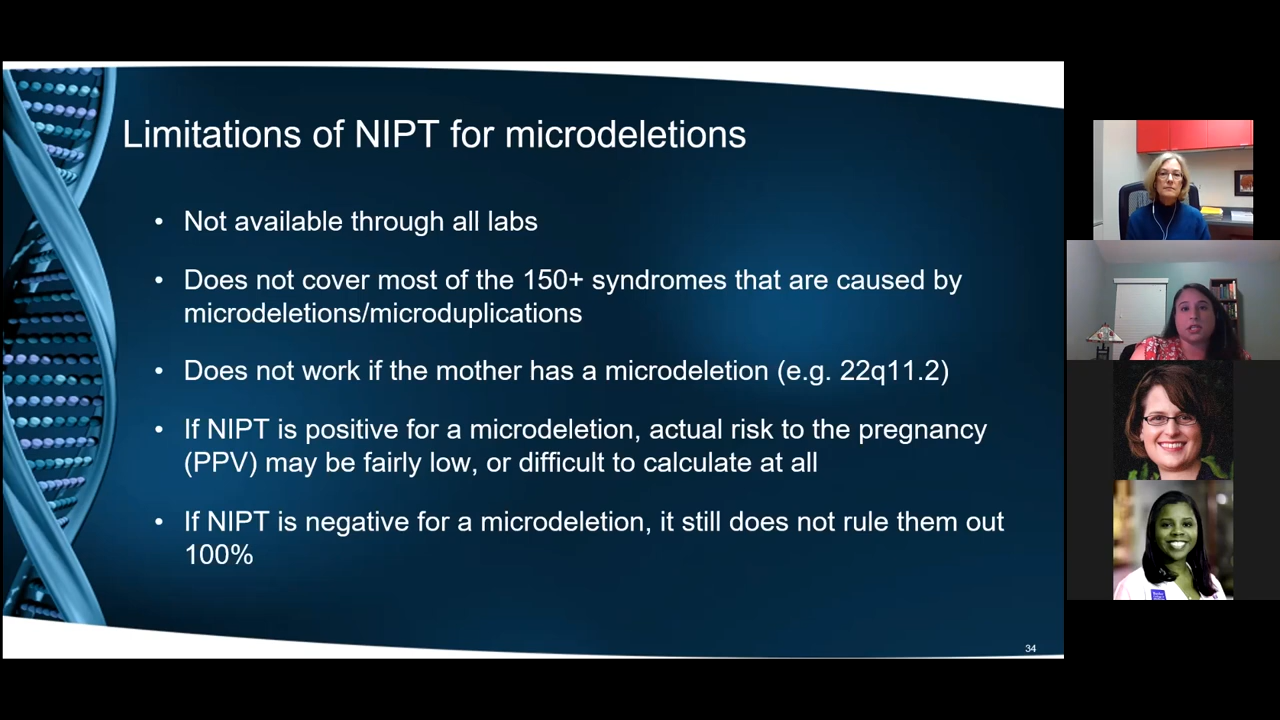 Limitations of NIPT for microdeletions
• Not available through all labs
• Does not cover most of the 150+ syndromes that are caused by
microdeletions/microduplications
• Does not work if the mother has a microdeletion (e.g. 22q11.2)
• If NIPT is positive for a microdeletion, actual risk to the pregnancy
(PPV) may be fairly low, or difficult to calculate at all
• If NIPT is negative for a microdeletion, it still does not rule them out
100%
34